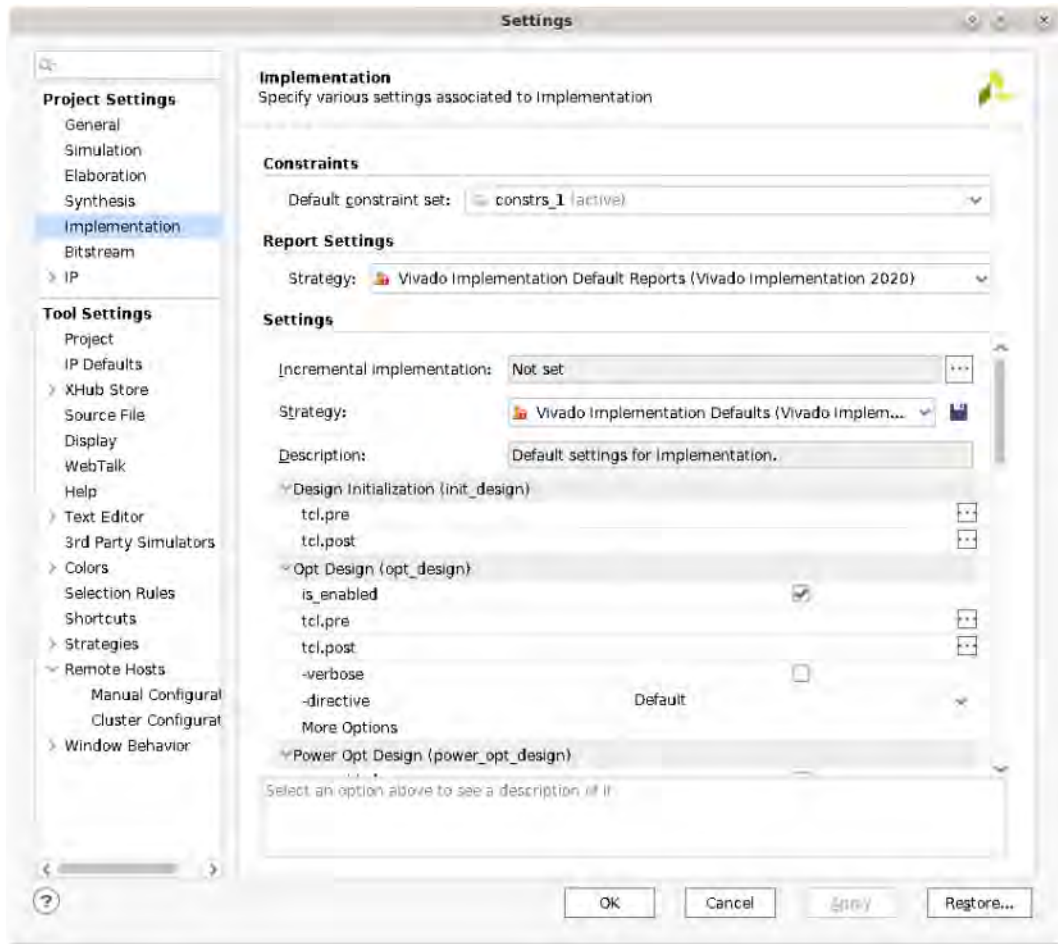 Settings
Project Settings
General
Simulation
Elaboration
Synthesis
Implementation
Bitstream
IP
Tool Settings
Project
IP Defaults
XHub Store
Source File
Display
WebTalk
Help
Text Editor
3rd Party Simulators
Colors
Selection Rules
Shortcuts
Strategies
Remote Hosts
Manual Configurat
Cluster Configurat
Window Behavior
Implementation
Specify various settings associated to Implementation
Constraints
Default constraint set: constrs_1 (active)
Report Settings
Strategy: Vivado Implementation Default Reports (Vivado Implementation 2020)
Settings
Incremental implementation: Not set
Strategy: Vivado Implementation Defaults (Vivado Implem...
Description: Default settings for Implementation.
Design Initialization (init_design)
tcl.pre
tcl.post
Opt Design (opt_design)
is_enabled
tcl.pre
tcl.post
-verbose
-directive Default
More Options
Power Opt Design (power_opt_design)
Select an option above to see a description of it
? OK Cancel Apply Restore...